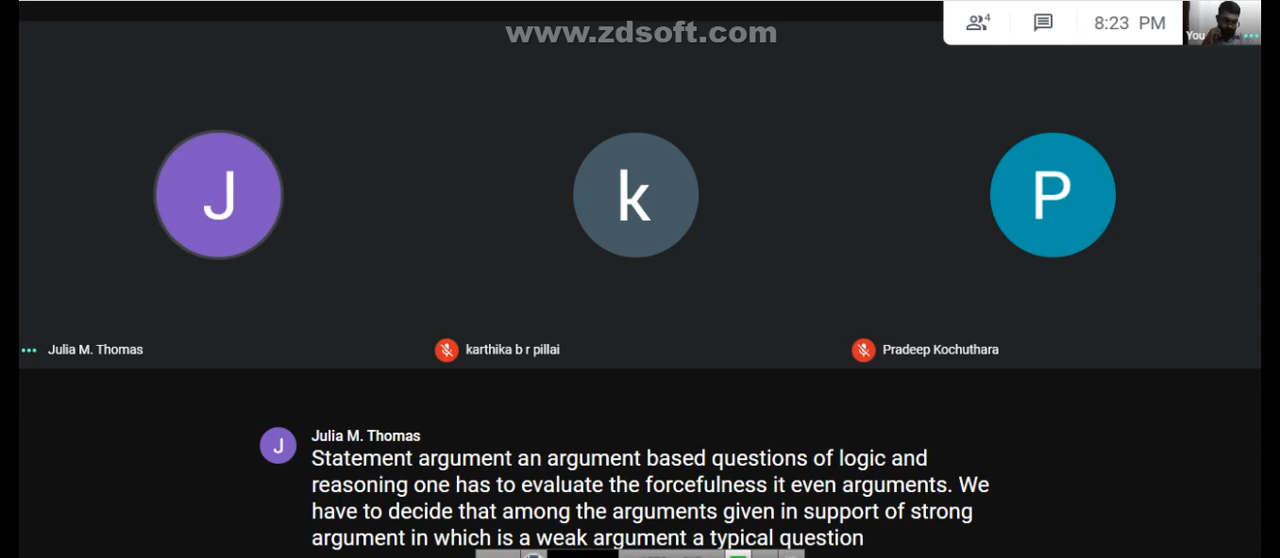 www.zdsoft.com
4
8:23 PM
You
J
k
P
Julia M. Thomas
karthika b r pillai
Pradeep Kochuthara
J
Julia M. Thomas
Statement argument an argument based questions of logic and
reasoning one has to evaluate the forcefulness it even arguments. We
have to decide that among the arguments given in support of strong
argument in which is a weak argument a typical question